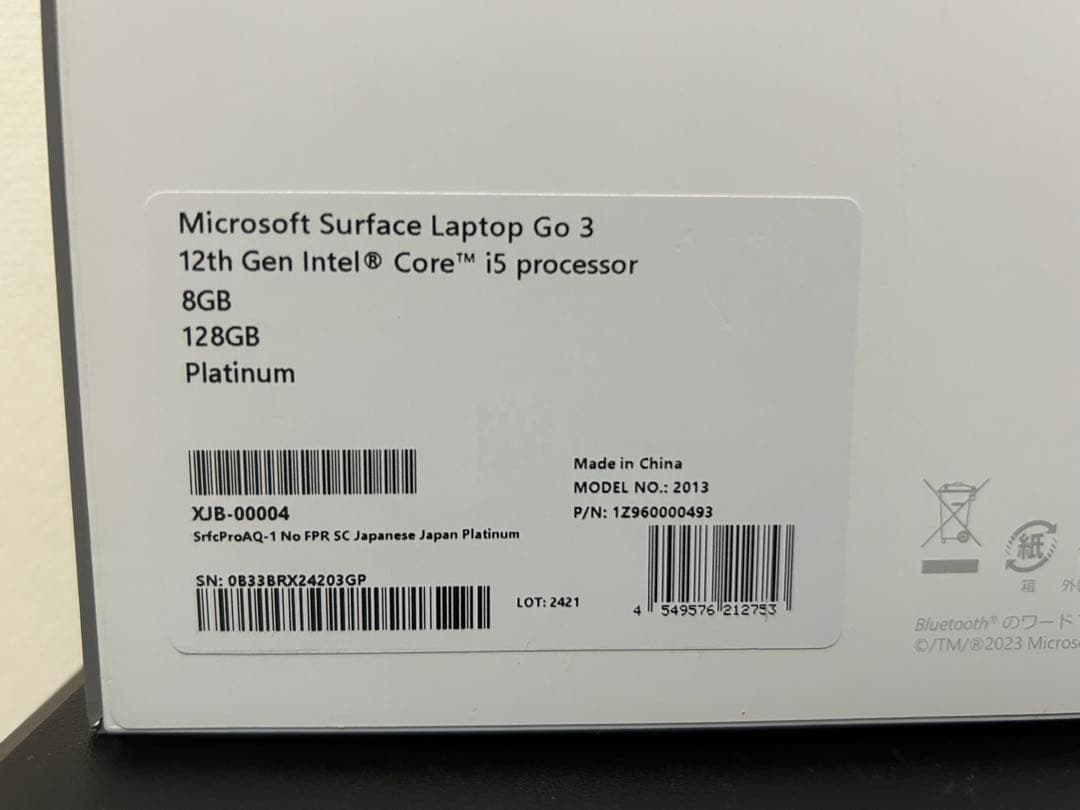 Microsoft Surface Laptop Go 3
12th Gen Intel® Core™ i5 processor
8GB
128GB
Platinum
XJB-00004
SrfcProAQ-1 No FPR SC Japanese Japan Platinum
SN: 0B33BRX24203GP
LOT: 2421
Made in China
MODEL NO.: 2013
P/N: 1Z960000493
4 549576 212753
紙
箱
Bluetooth® のワード
©/TM/®2023 Micros